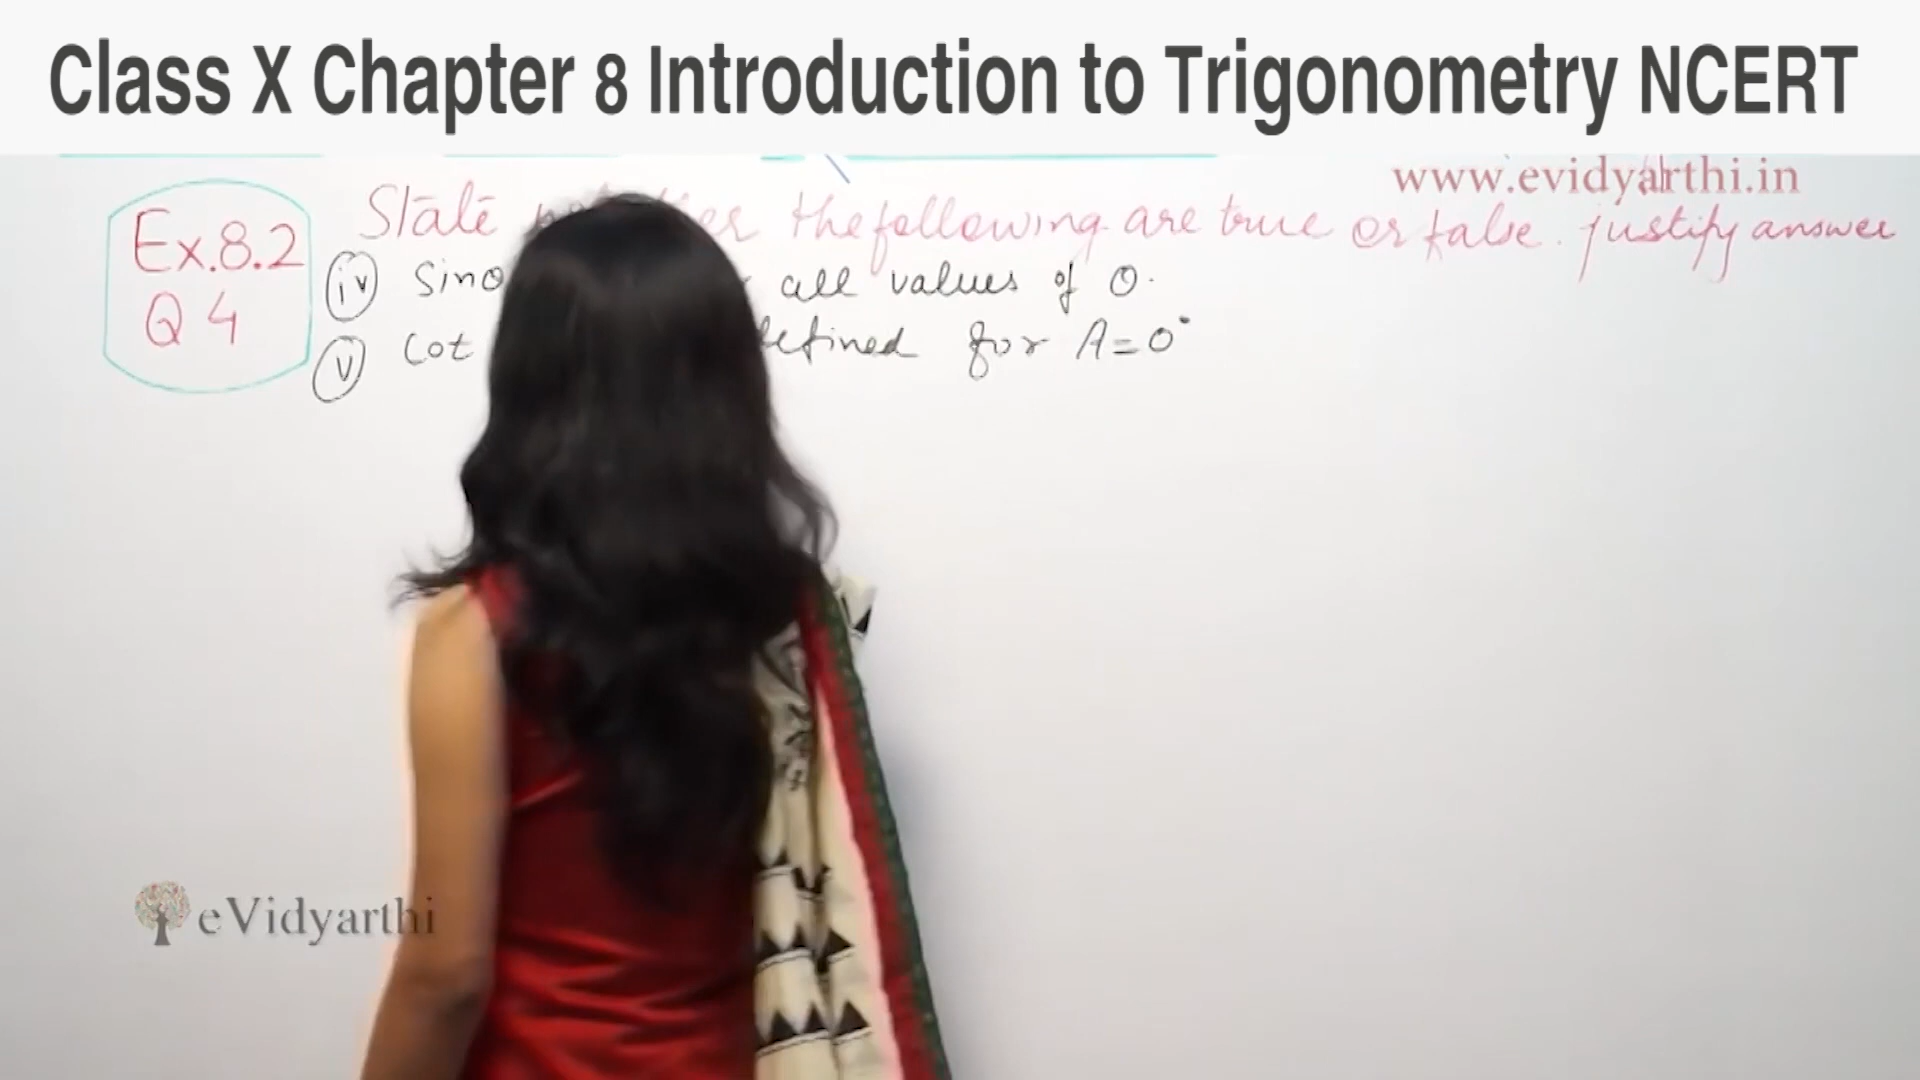 Class X Chapter 8 Introduction to Trigonometry NCERT
www.evidyarthi.in
Ex.8.2
Q 4
State the following are true or false. justify answer
(iv) Sinθ all values of θ.
(v) Cot defined for A=0°
eVidyarthi